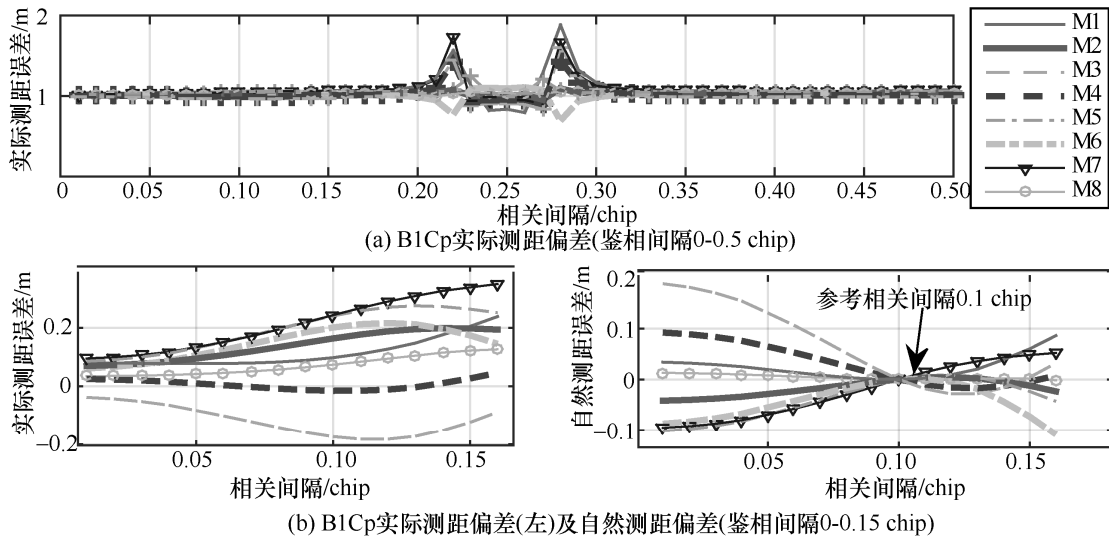 实际测距误差/m
2
1
0
0.05
0.10
0.15
0.20
0.25
0.30
0.35
0.40
0.45
0.50
相关间隔/chip
M1
M2
M3
M4
M5
M6
M7
M8
(a) B1Cp实际测距偏差(鉴相间隔0-0.5 chip)
实际测距误差/m
0.2
0
−0.2
0.05
0.10
0.15
相关间隔/chip
自然测距误差/m
0.2
0.1
0
−0.1
参考相关间隔0.1 chip
0.05
0.10
0.15
相关间隔/chip
(b) B1Cp实际测距偏差(左)及自然测距偏差(鉴相间隔0-0.15 chip)